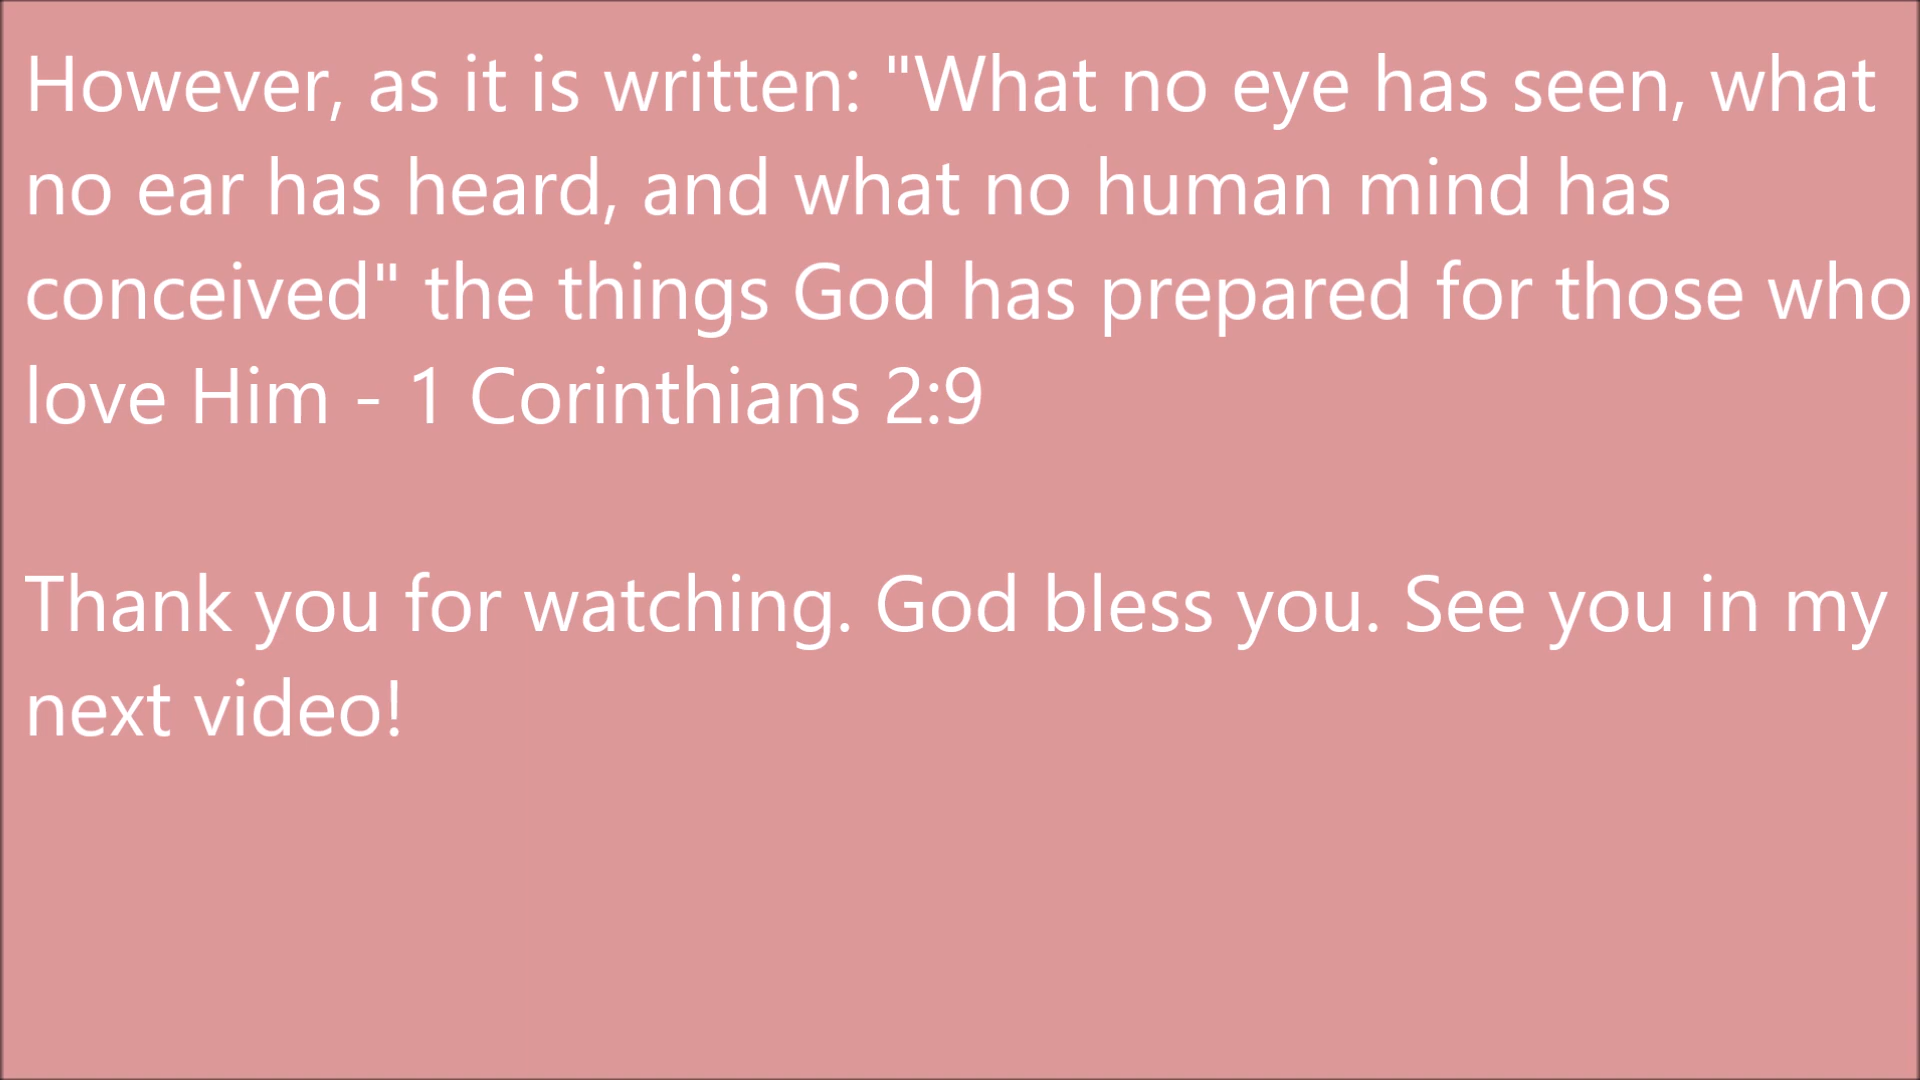 However, as it is written: "What no eye has seen, what
no ear has heard, and what no human mind has
conceived" the things God has prepared for those who
love Him - 1 Corinthians 2:9
Thank you for watching. God bless you. See you in my
next video!